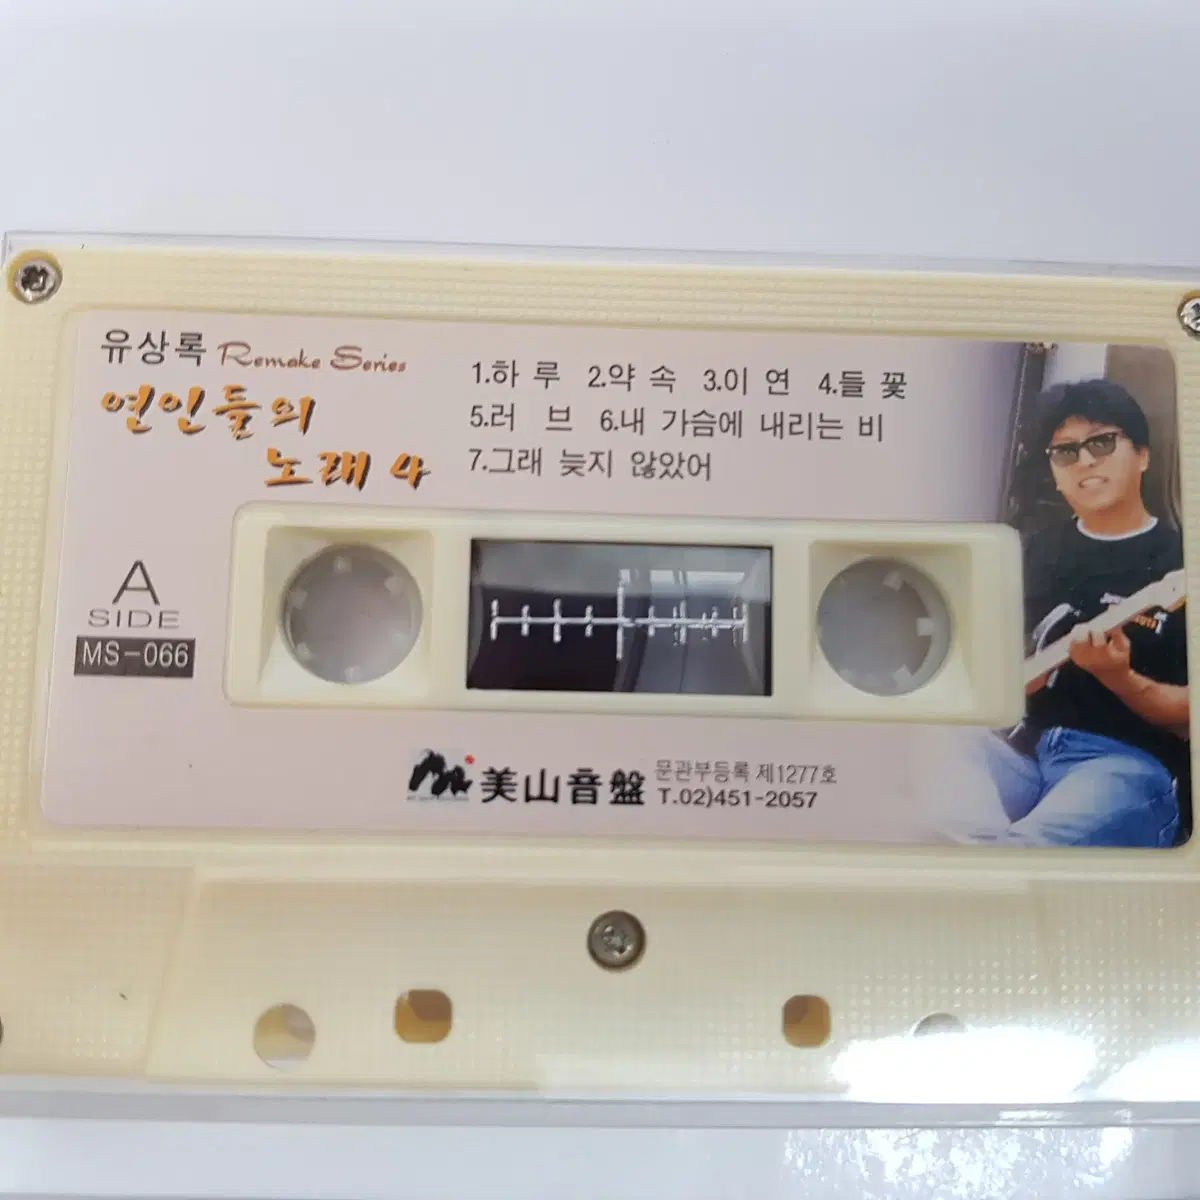 유상록 Remake Series
연인들의
노래 4
1.하 루 2.약 속 3.이 연 4.들 꽃
5.러 브 6.내 가슴에 내리는 비
7.그래 늦지 않았어
A
SIDE
MS-066
美山音盤
문관부등록 제1277호
T.02)451-2057